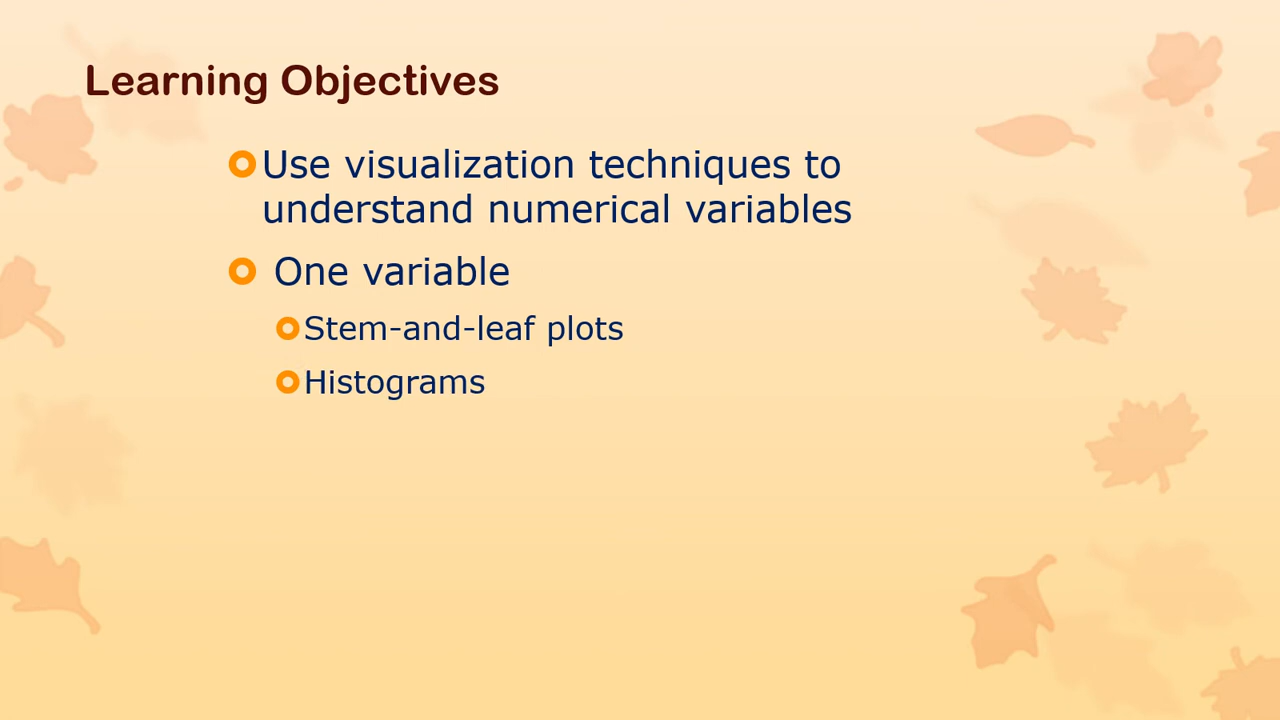 Learning Objectives
Use visualization techniques to
understand numerical variables
One variable
Stem-and-leaf plots
Histograms